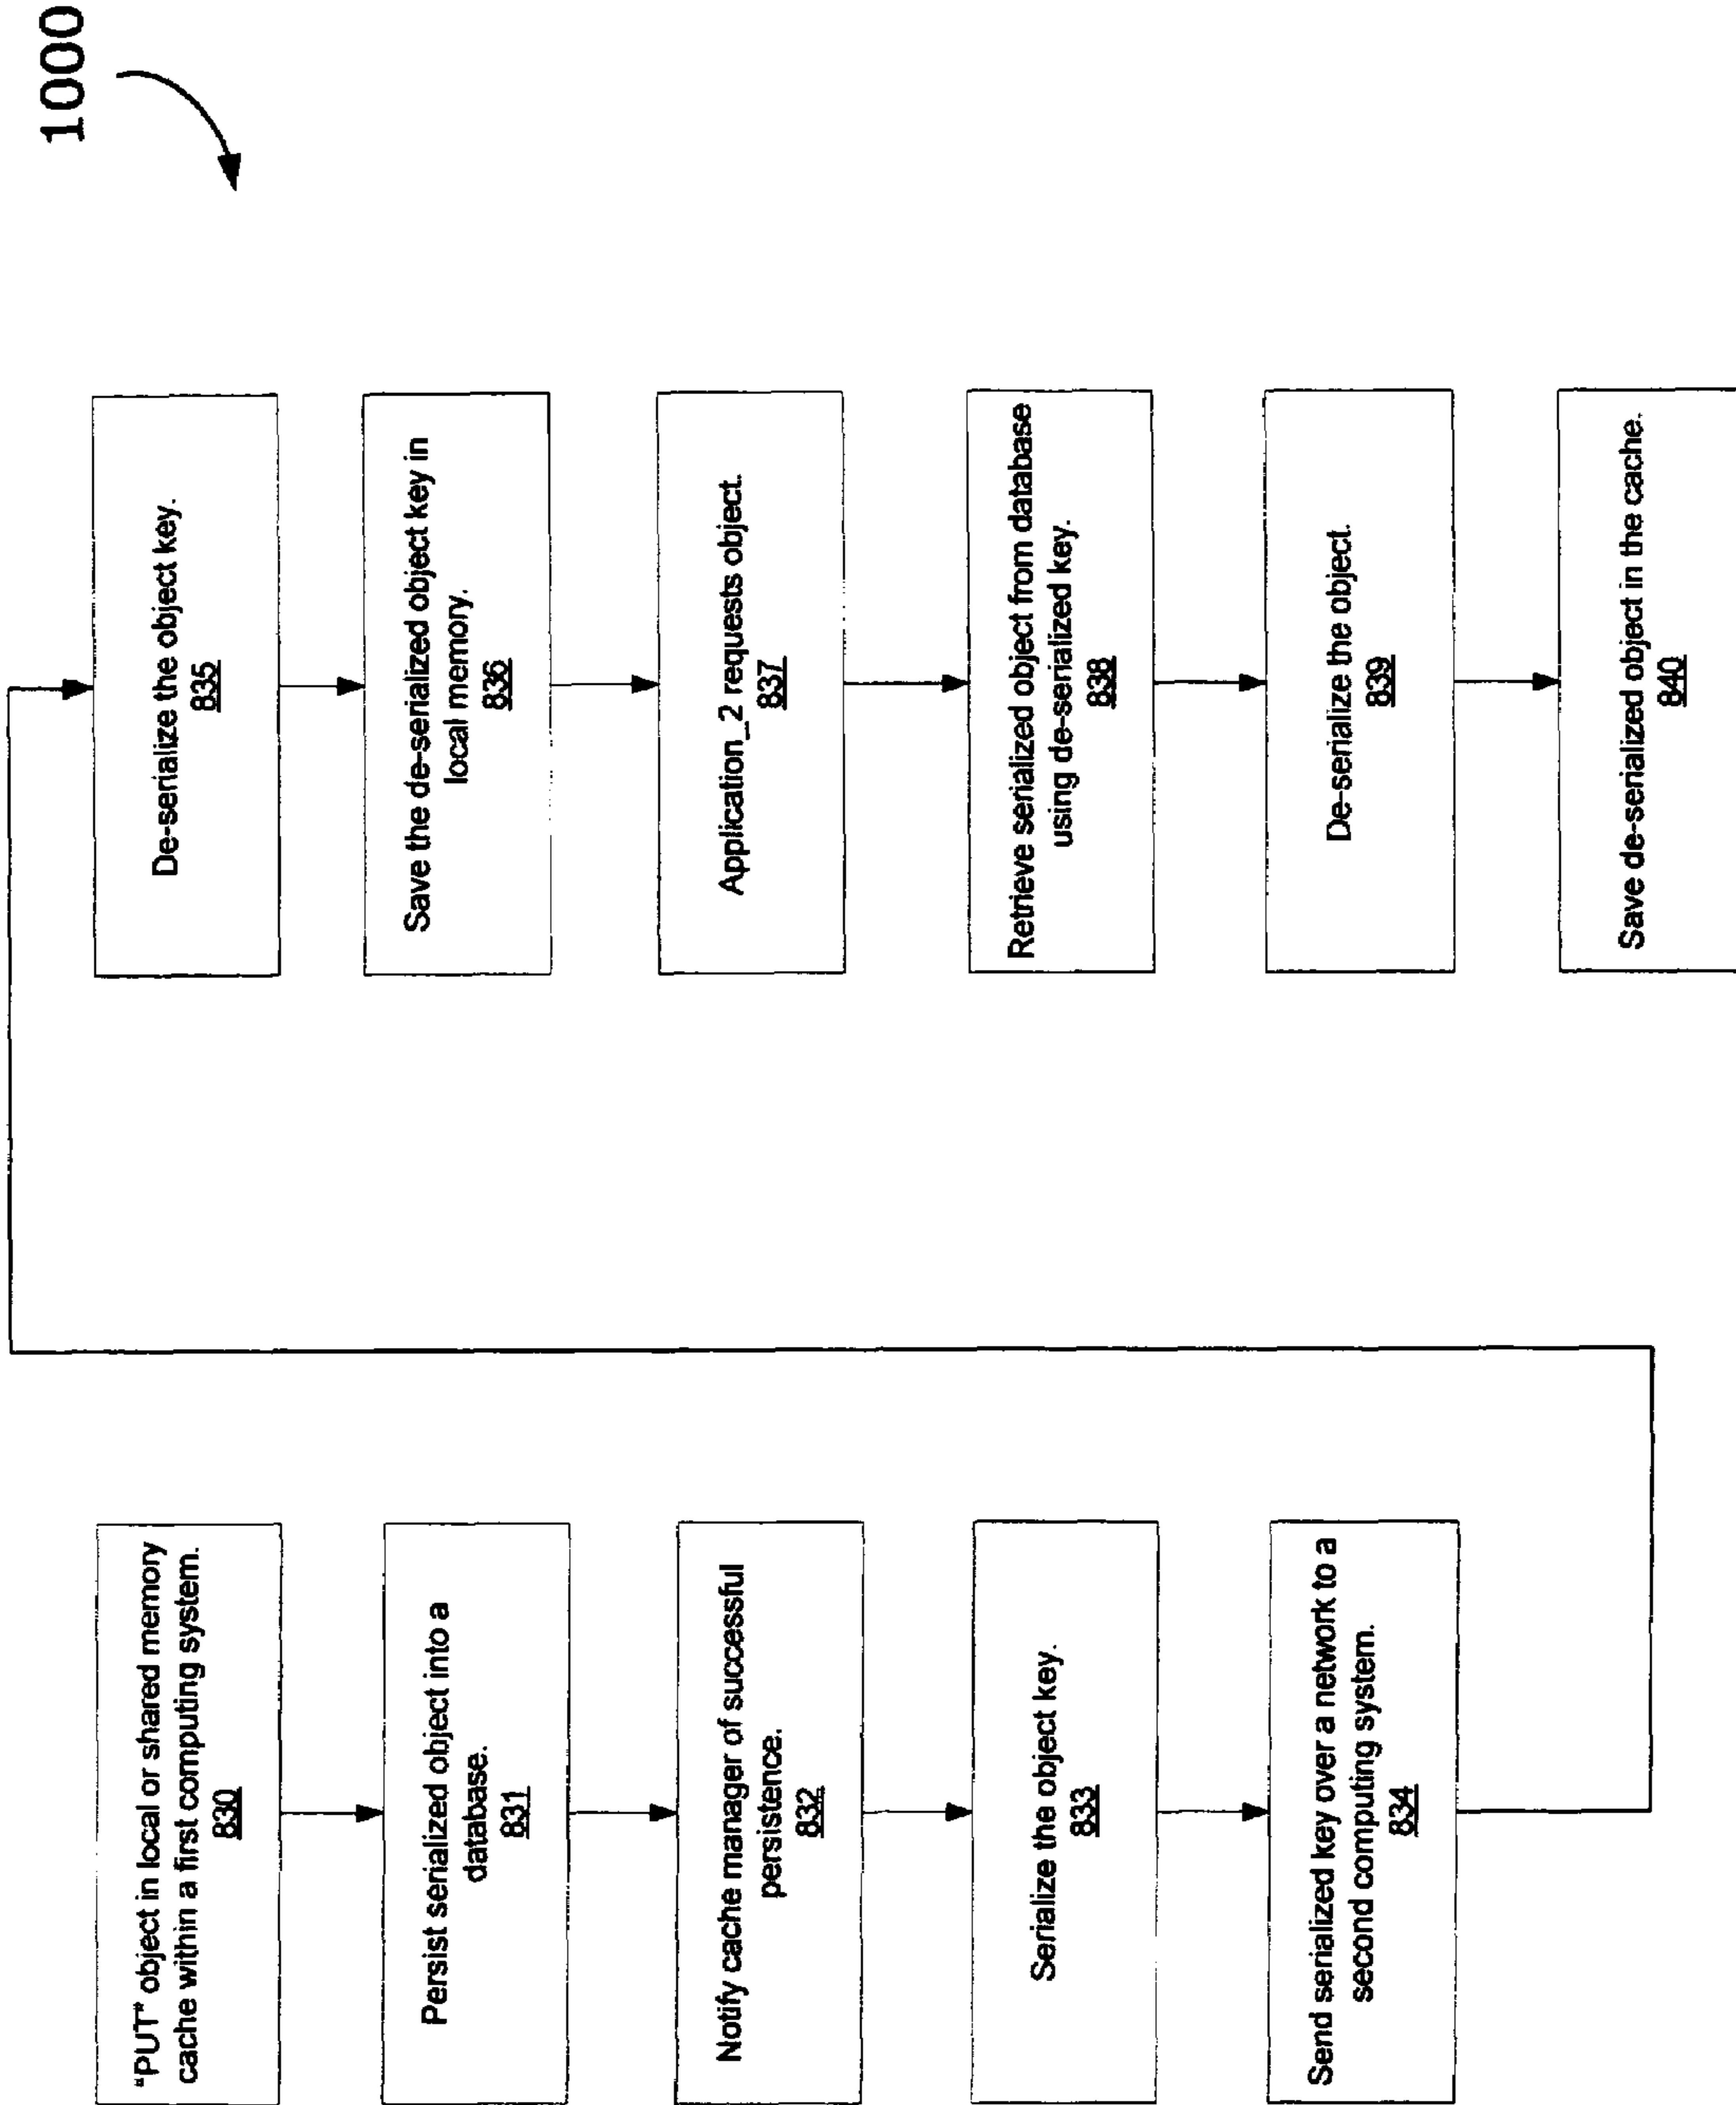 1000
"PUT" object in local or shared memory
cache within a first computing system.
830
Persist serialized object into a
database.
831
Notify cache manager of successful
persistence.
832
Serialize the object key.
833
Send serialized key over a network to a
second computing system.
834
De-serialize the object key.
835
Save the de-serialized object key in
local memory.
836
Application_2 requests object.
837
Retrieve serialized object from database
using de-serialized key.
838
De-serialize the object.
839
Save de-serialized object in the cache.
840